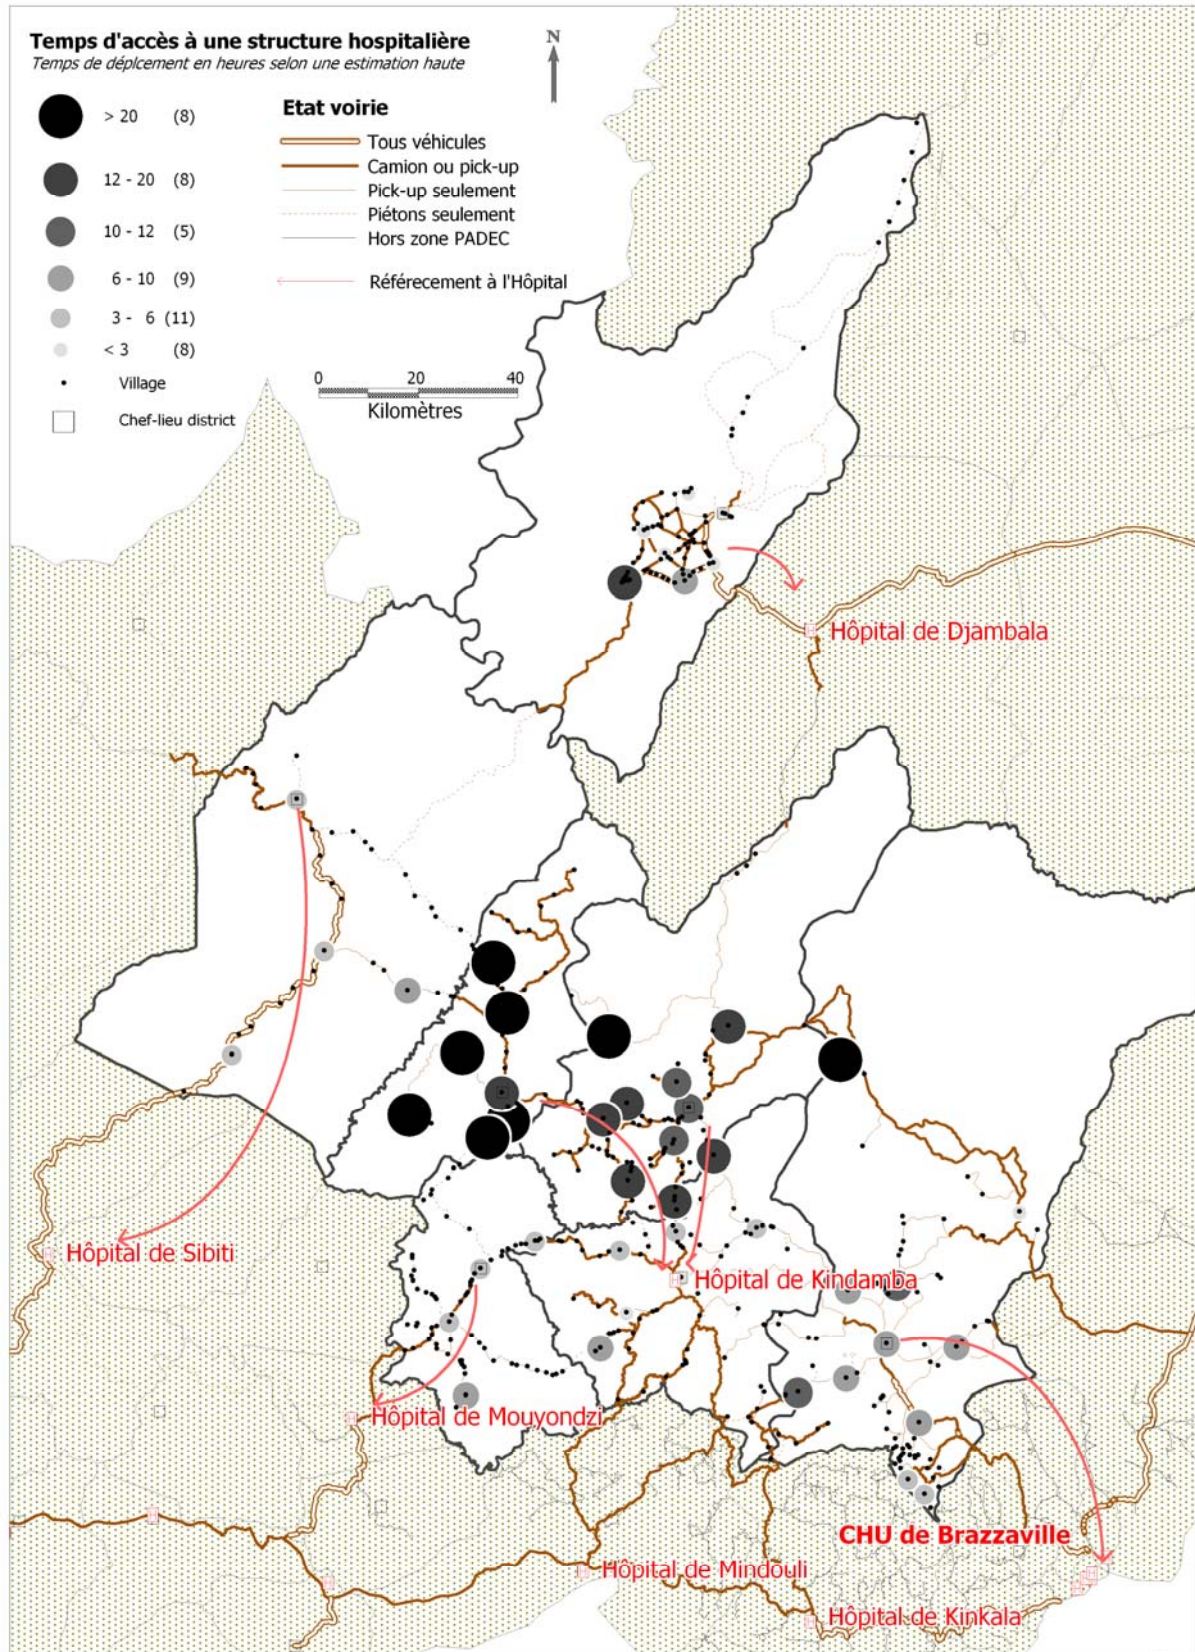 Temps d'accès à une structure hospitalière
Temps de déplcement en heures selon une estimation haute
N
> 20 (8)
12 - 20 (8)
10 - 12 (5)
6 - 10 (9)
3 - 6 (11)
< 3 (8)
Village
Chef-lieu district
Etat voirie
Tous véhicules
Camion ou pick-up
Pick-up seulement
Piétons seulement
Hors zone PADEC
Référecement à l'Hôpital
0 20 40
Kilomètres
H Hôpital de Djambala
H Hôpital de Sibiti
H Hôpital de Kindamba
H Hôpital de Mouyondzi
CHU de Brazzaville
H Hôpital de Mindouli
H Hôpital de Kinkala